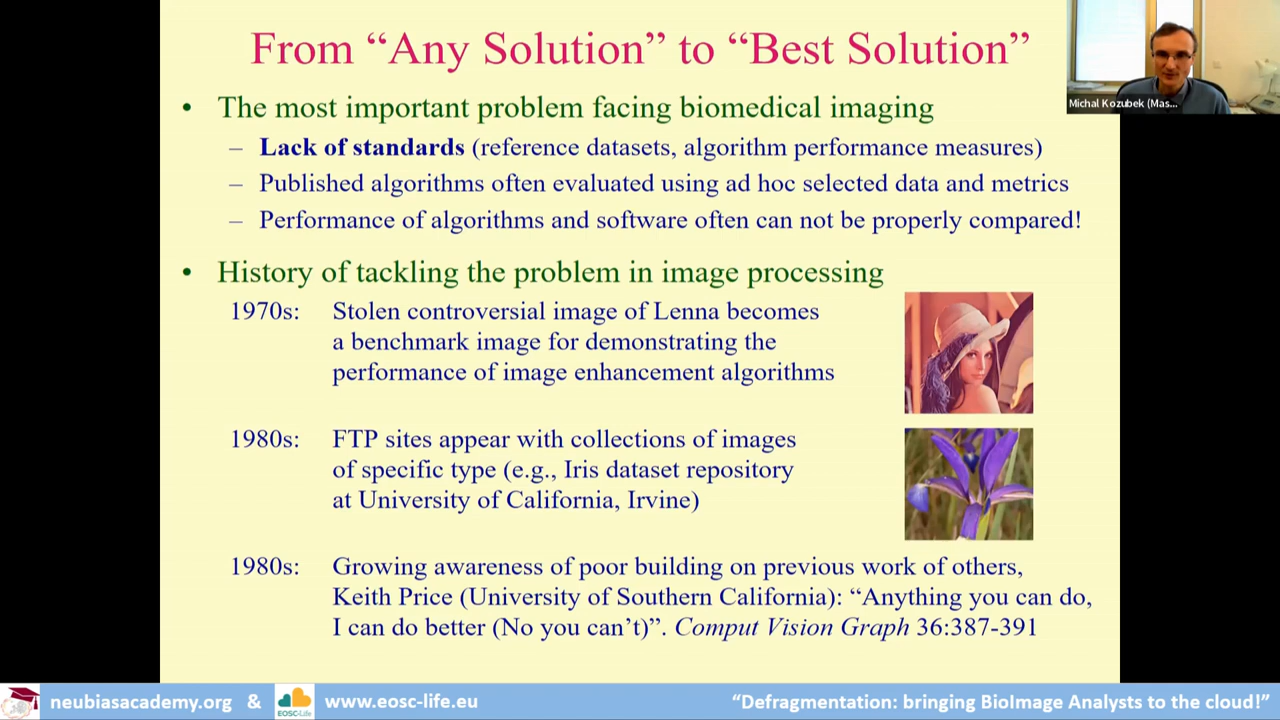 From “Any Solution” to “Best Solution”
Michal Kozubek (Mas...
• The most important problem facing biomedical imaging
– Lack of standards (reference datasets, algorithm performance measures)
– Published algorithms often evaluated using ad hoc selected data and metrics
– Performance of algorithms and software often can not be properly compared!
• History of tackling the problem in image processing
1970s: Stolen controversial image of Lenna becomes
a benchmark image for demonstrating the
performance of image enhancement algorithms
1980s: FTP sites appear with collections of images
of specific type (e.g., Iris dataset repository
at University of California, Irvine)
1980s: Growing awareness of poor building on previous work of others,
Keith Price (University of Southern California): “Anything you can do,
I can do better (No you can’t)”. Comput Vision Graph 36:387-391
neubiasacademy.org & EOSC-Life www.eosc-life.eu “Defragmentation: bringing BioImage Analysts to the cloud!”